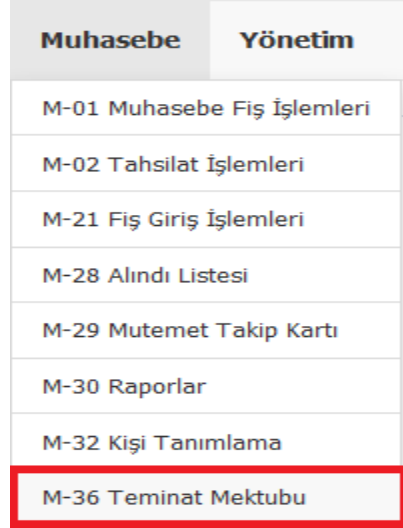 Muhasebe Yönetim
M-01 Muhasebe Fiş İşlemleri
M-02 Tahsilat İşlemleri
M-21 Fiş Giriş İşlemleri
M-28 Alındı Listesi
M-29 Mutemet Takip Kartı
M-30 Raporlar
M-32 Kişi Tanımlama
M-36 Teminat Mektubu